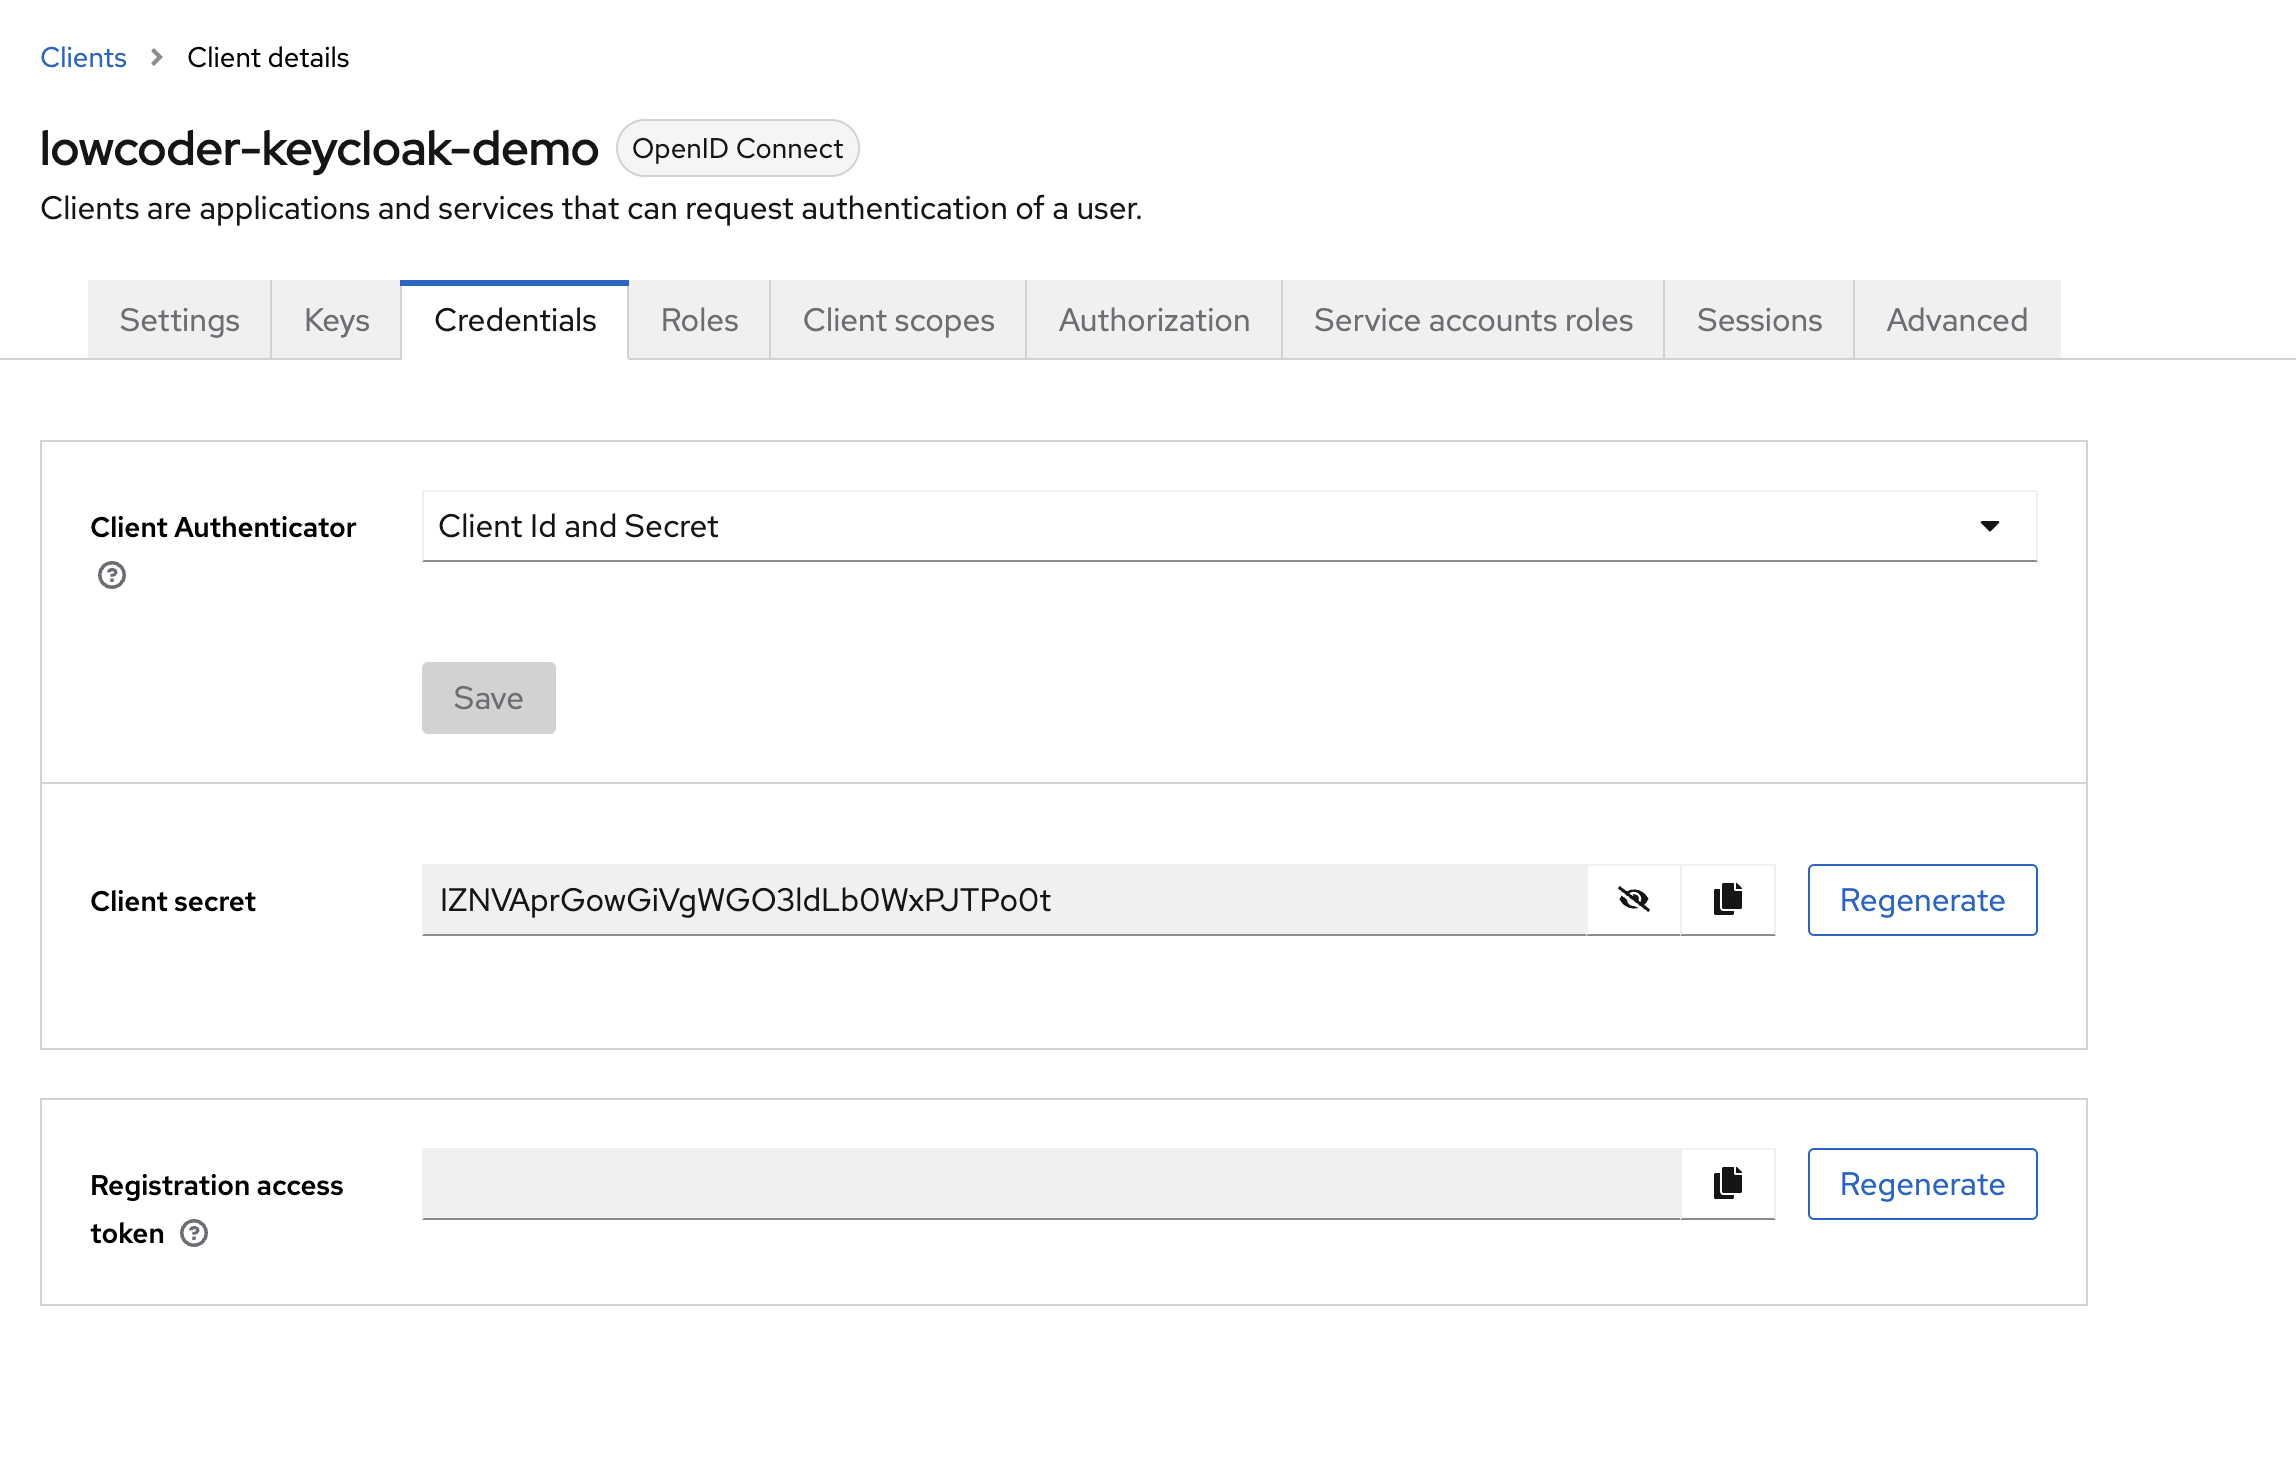 Clients > Client details
lowcoder-keycloak-demo OpenID Connect
Clients are applications and services that can request authentication of a user.
Settings Keys Credentials Roles Client scopes Authorization Service accounts roles Sessions Advanced
Client Authenticator Client Id and Secret
Save
Client secret IZNVAprGowGiVgWGO3ldLb0WxPJTPo0t Regenerate
Registration access Regenerate
token